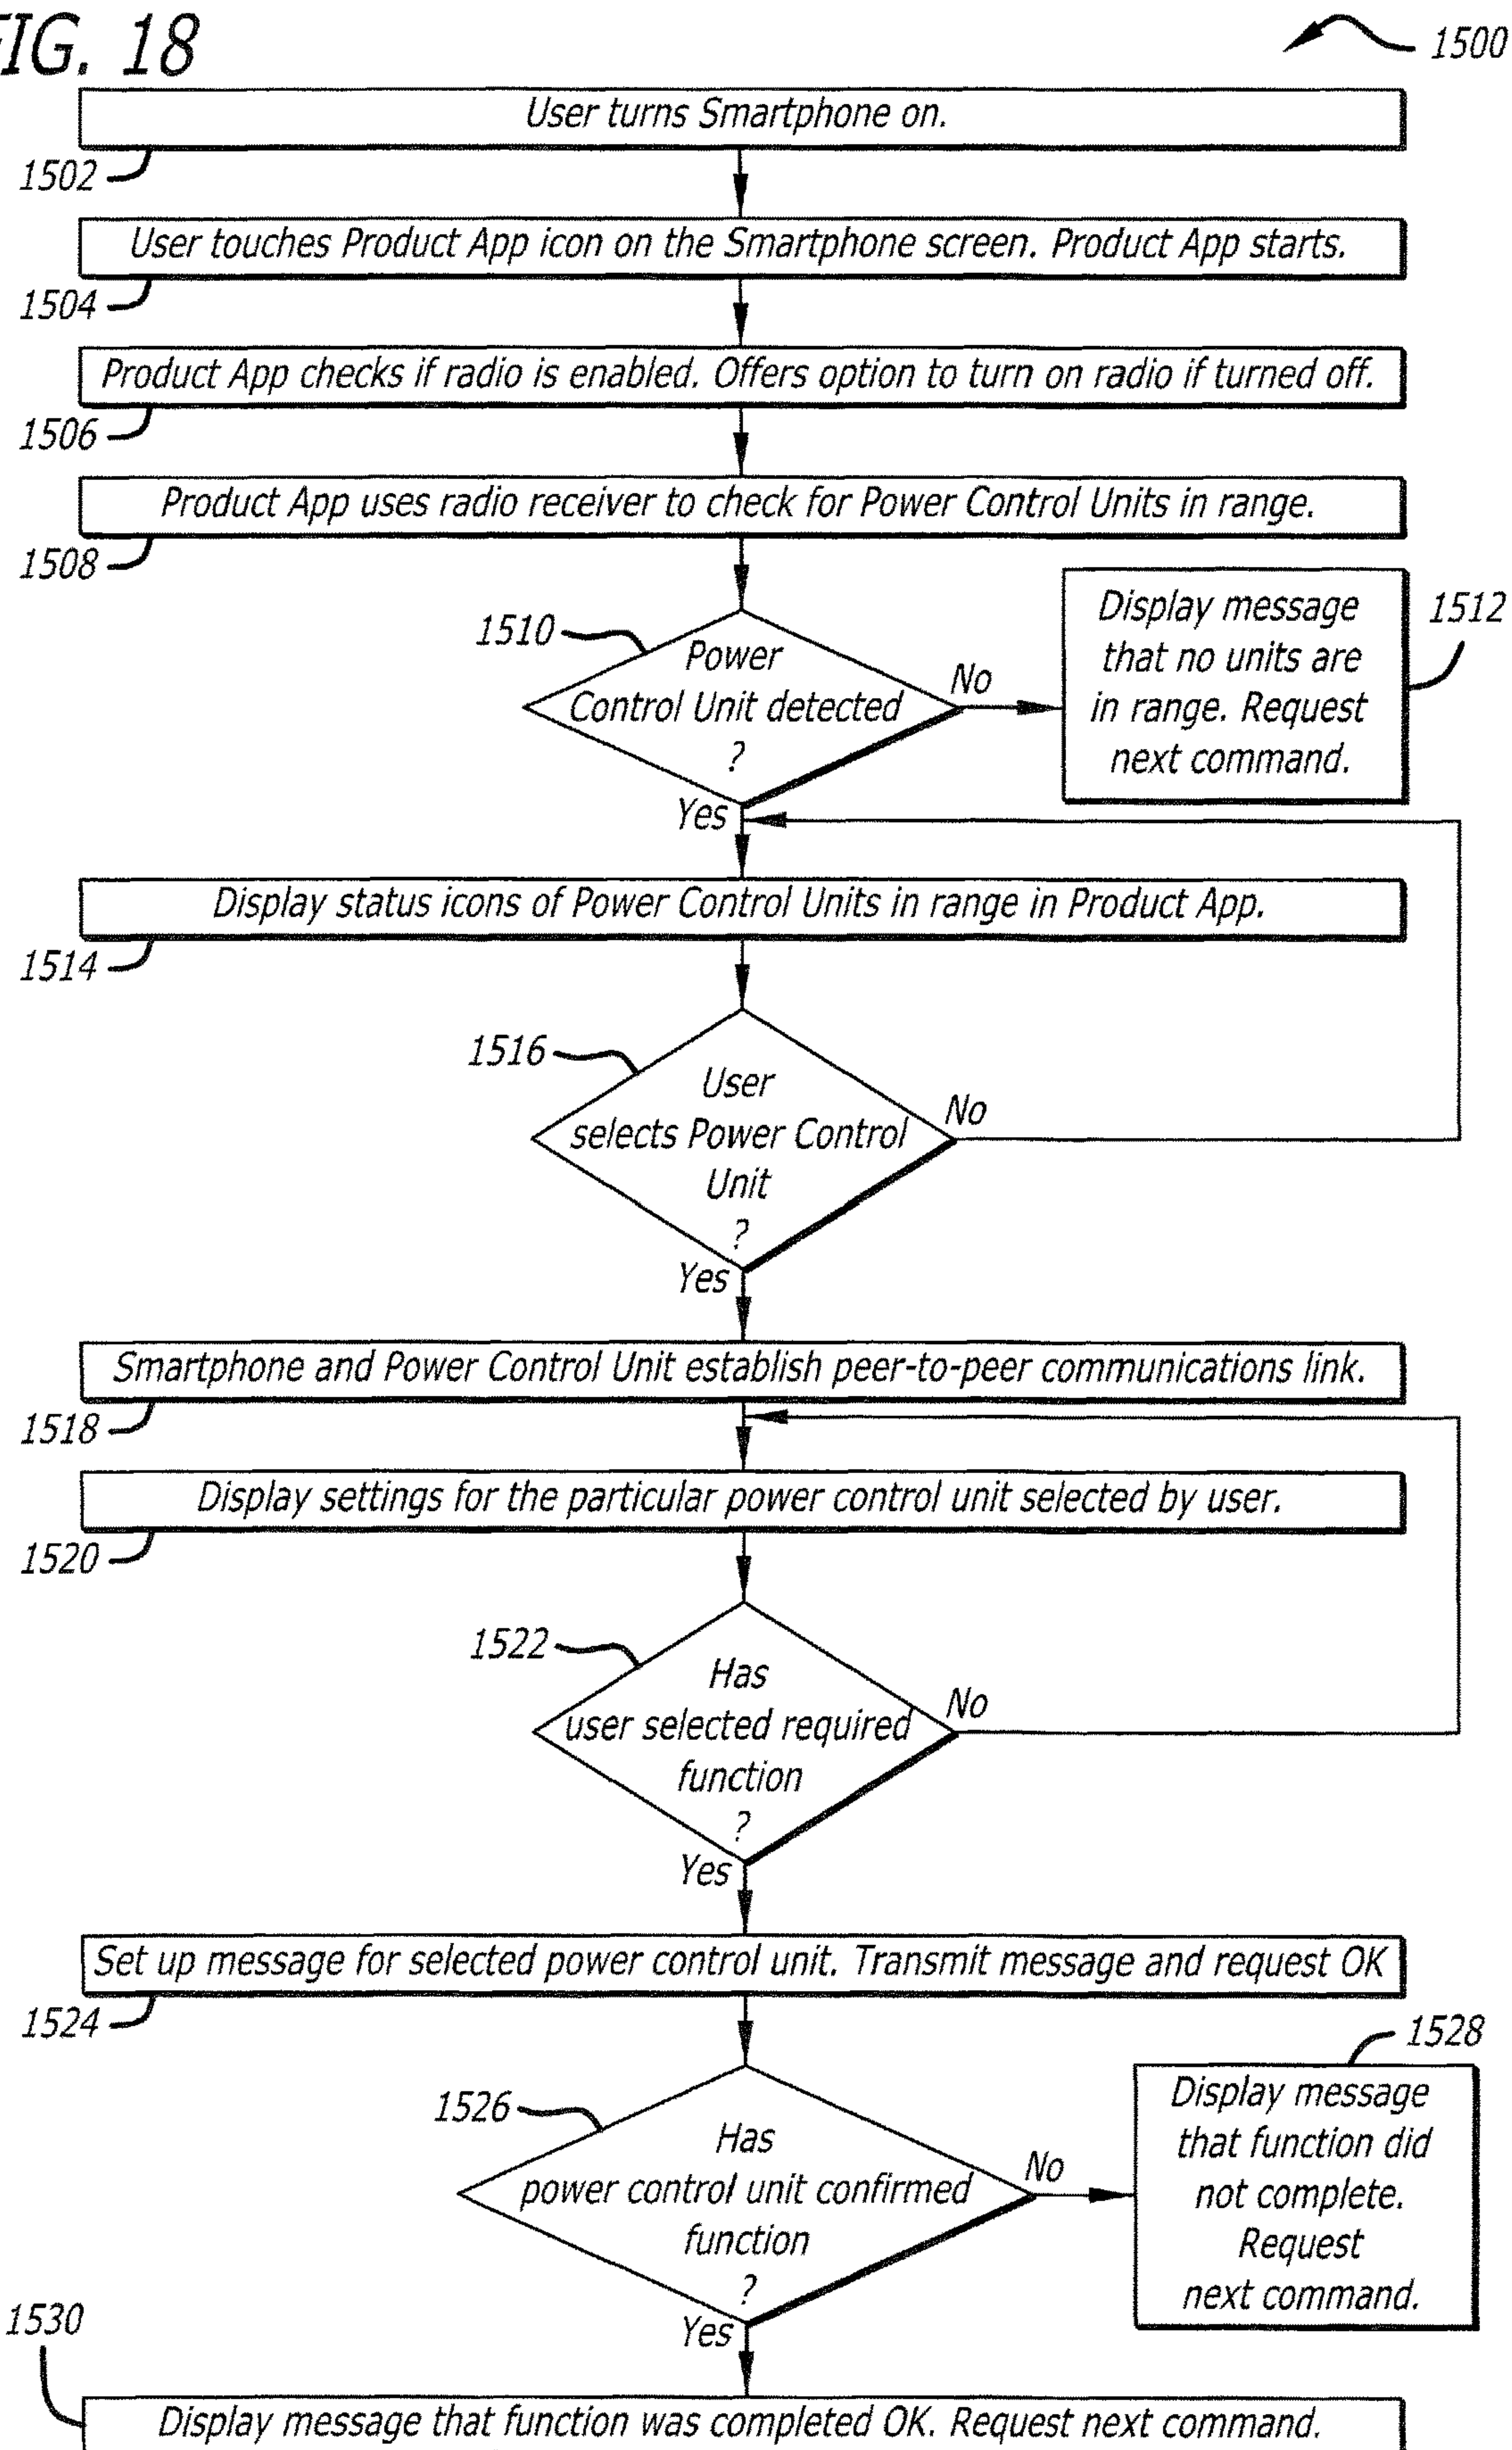 FIG. 18
1500
User turns Smartphone on.
1502
User touches Product App icon on the Smartphone screen. Product App starts.
1504
Product App checks if radio is enabled. Offers option to turn on radio if turned off.
1506
Product App uses radio receiver to check for Power Control Units in range.
1508
1510
Power
Control Unit detected
?
No
Yes
Display message
that no units are
in range. Request
next command.
1512
Display status icons of Power Control Units in range in Product App.
1514
1516
User
selects Power Control
Unit
?
No
Yes
Smartphone and Power Control Unit establish peer-to-peer communications link.
1518
Display settings for the particular power control unit selected by user.
1520
1522
Has
user selected required
function
?
No
Yes
Set up message for selected power control unit. Transmit message and request OK
1524
1526
Has
power control unit confirmed
function
?
No
Yes
1528
Display message
that function did
not complete.
Request
next command.
1530
Display message that function was completed OK. Request next command.